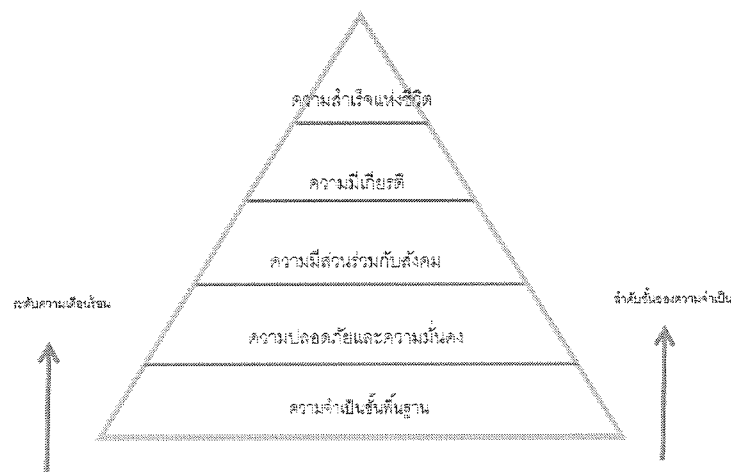 ความสำเร็จแห่งชีวิต
ความมีเกียรติ
ความมีส่วนร่วมกับสังคม
ระดับความเดือนร้อน
ลำดับขั้นของความจำเป็น
ความปลอดภัยและความมั่นคง
ความจำเป็นขั้นพื้นฐาน